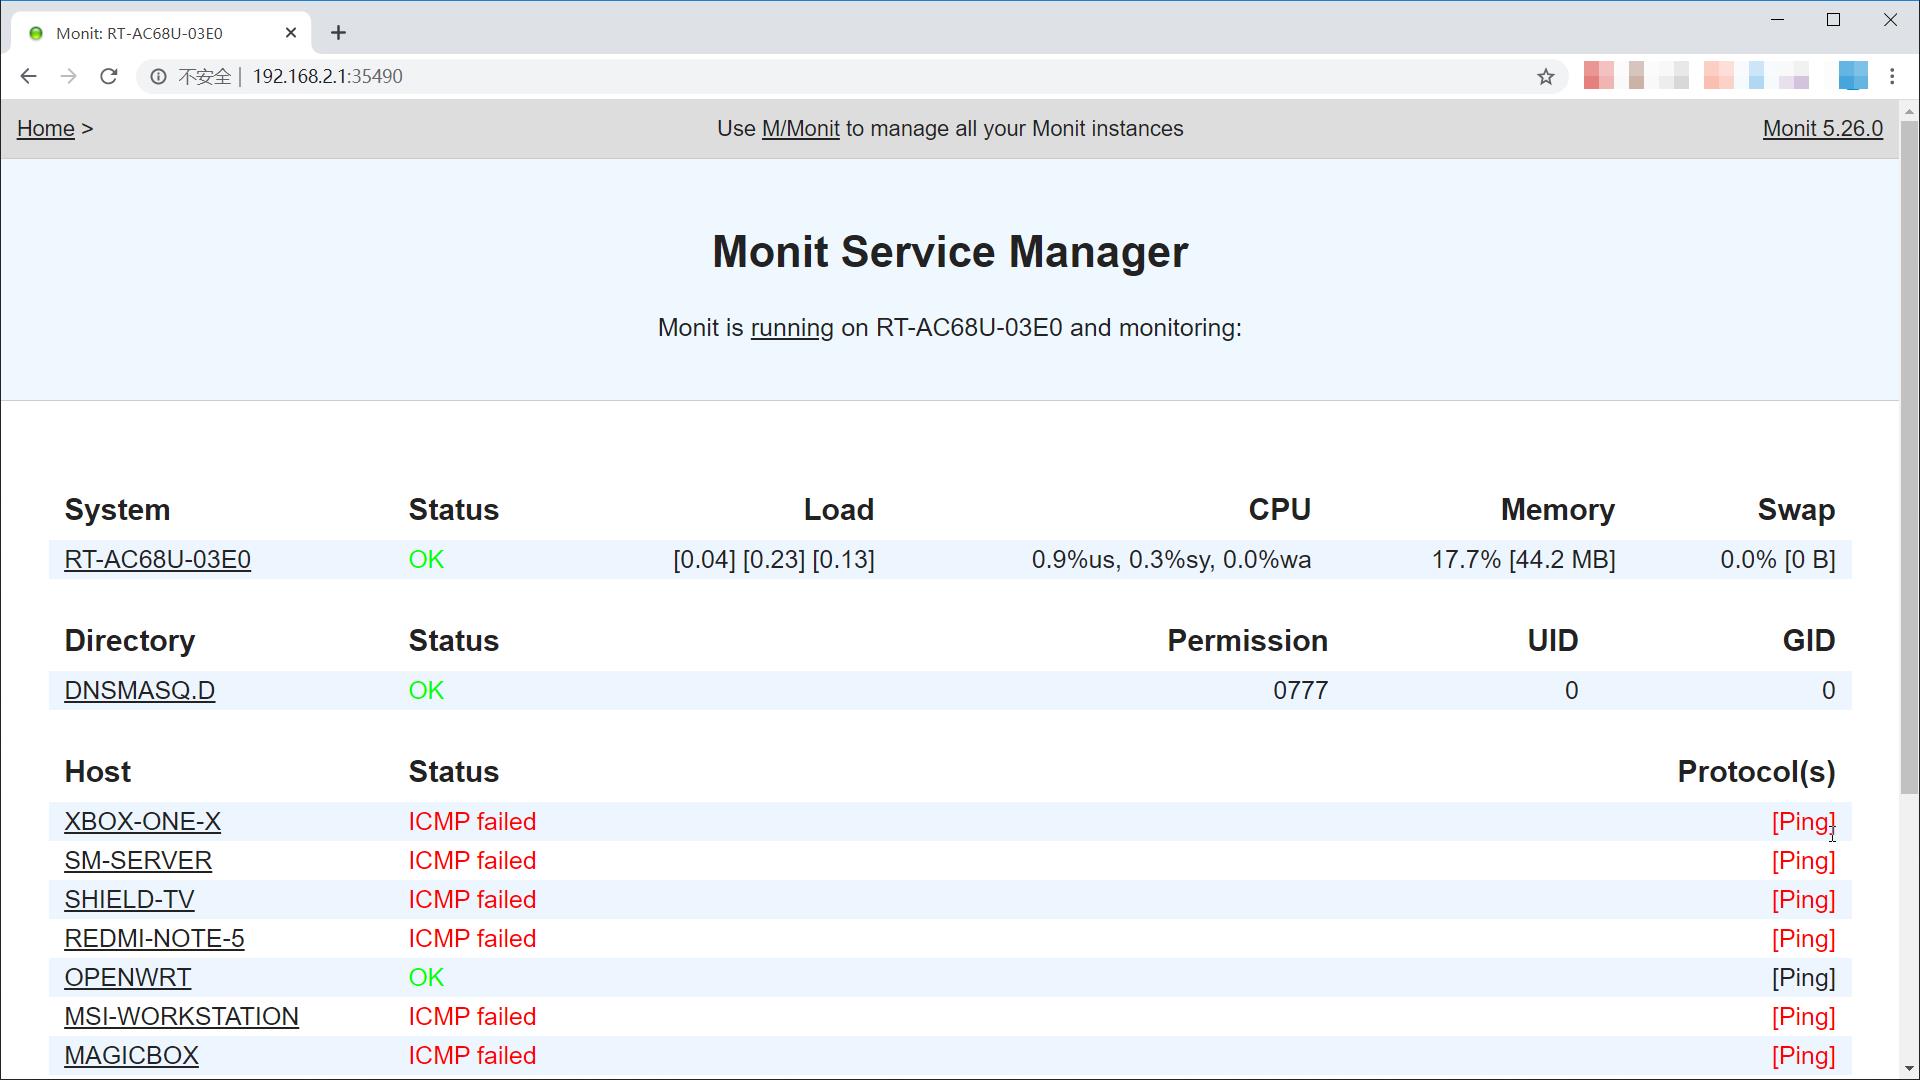 Monit: RT-AC68U-03E0
不安全 | 192.168.2.1:35490
Home > Use M/Monit to manage all your Monit instances Monit 5.26.0
Monit Service Manager
Monit is running on RT-AC68U-03E0 and monitoring:
System Status Load CPU Memory Swap
RT-AC68U-03E0 OK [0.04] [0.23] [0.13] 0.9%us, 0.3%sy, 0.0%wa 17.7% [44.2 MB] 0.0% [0 B]
Directory Status Permission UID GID
DNSMASQ.D OK 0777 0 0
Host Status Protocol(s)
XBOX-ONE-X ICMP failed [Ping]
SM-SERVER ICMP failed [Ping]
SHIELD-TV ICMP failed [Ping]
REDMI-NOTE-5 ICMP failed [Ping]
OPENWRT OK [Ping]
MSI-WORKSTATION ICMP failed [Ping]
MAGICBOX ICMP failed [Ping]